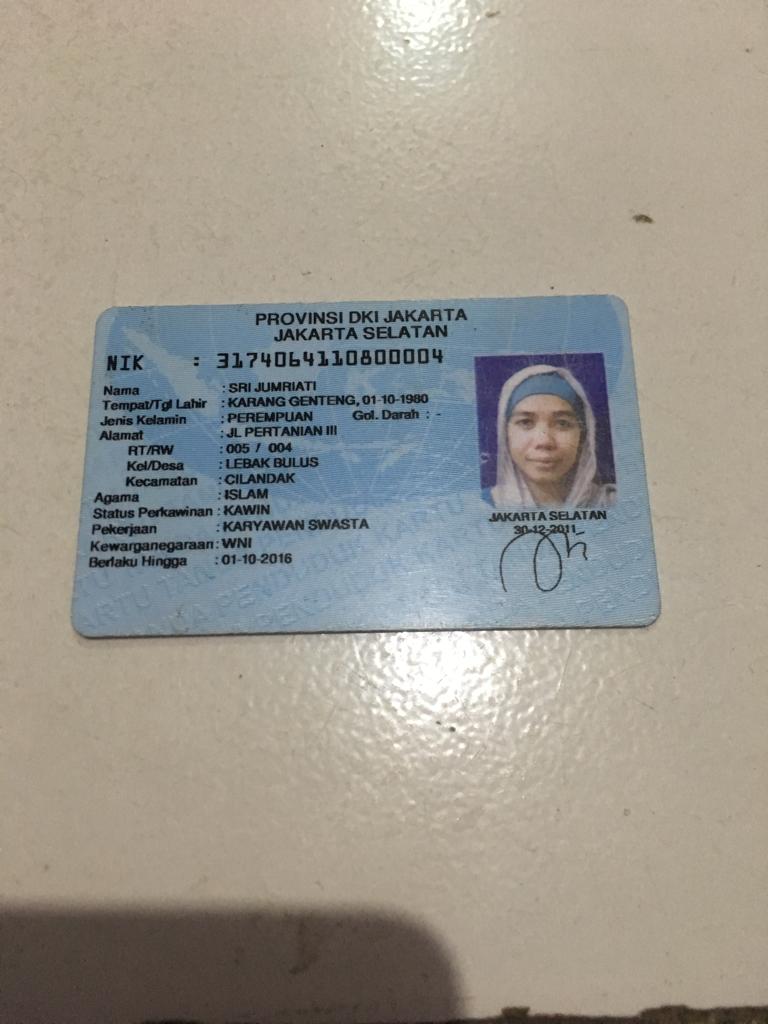 PROVINSI DKI JAKARTA
JAKARTA SELATAN
NIK : 3174064110800004
Nama : SRI JUMRIATI
Tempat/Tgl Lahir : KARANG GENTENG, 01-10-1980
Jenis Kelamin : PEREMPUAN Gol. Darah : -
Alamat : JL PERTANIAN III
RT/RW : 005 / 004
Kel/Desa : LEBAK BULUS
Kecamatan : CILANDAK
Agama : ISLAM
Status Perkawinan : KAWIN
Pekerjaan : KARYAWAN SWASTA
Kewarganegaraan : WNI
Berlaku Hingga : 01-10-2016
JAKARTA SELATAN
30-12-2011